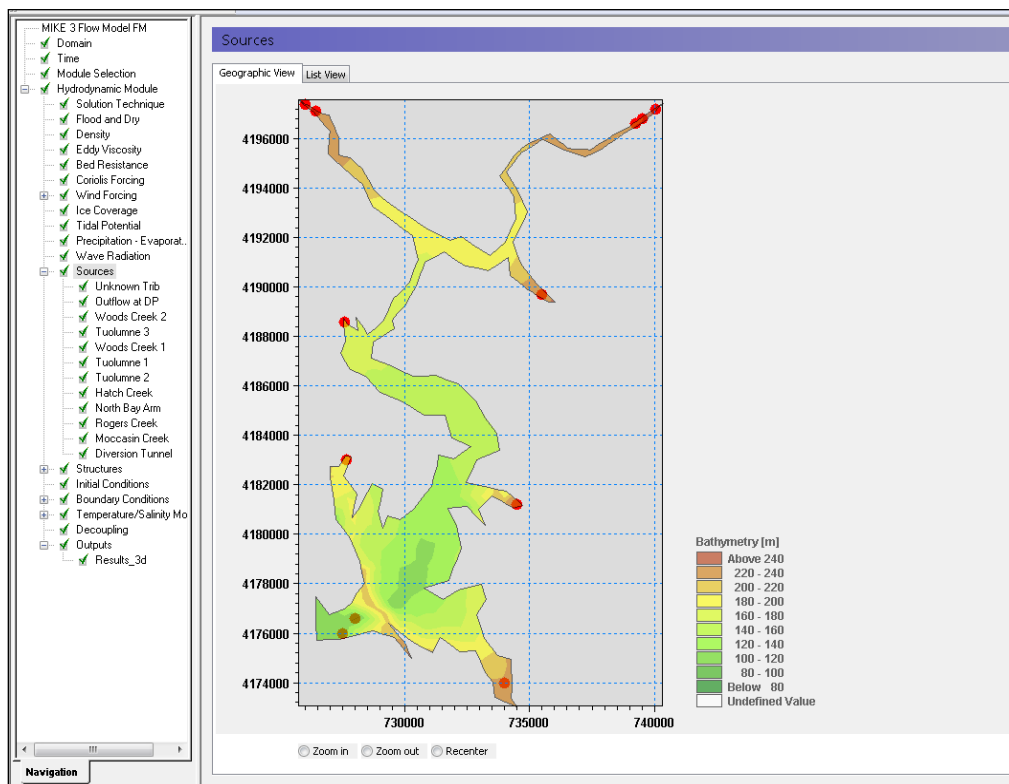 MIKE 3 Flow Model FM
Domain
Time
Module Selection
Hydrodynamic Module
Solution Technique
Flood and Dry
Density
Eddy Viscosity
Bed Resistance
Coriolis Forcing
Wind Forcing
Ice Coverage
Tidal Potential
Precipitation - Evaporat..
Wave Radiation
Sources
Unknown Trib
Outflow at DP
Woods Creek 2
Tuolumne 3
Woods Creek 1
Tuolumne 1
Tuolumne 2
Hatch Creek
North Bay Arm
Rogers Creek
Moccasin Creek
Diversion Tunnel
Structures
Initial Conditions
Boundary Conditions
Temperature/Salinity Mo
Decoupling
Outputs
Results_3d
Navigation
Sources
Geographic View List View
4196000
4194000
4192000
4190000
4188000
4186000
4184000
4182000
4180000
4178000
4176000
4174000
730000 735000 740000
Bathymetry [m]
Above 240
220 - 240
200 - 220
180 - 200
160 - 180
140 - 160
120 - 140
100 - 120
80 - 100
Below 80
Undefined Value
Zoom in Zoom out Recenter